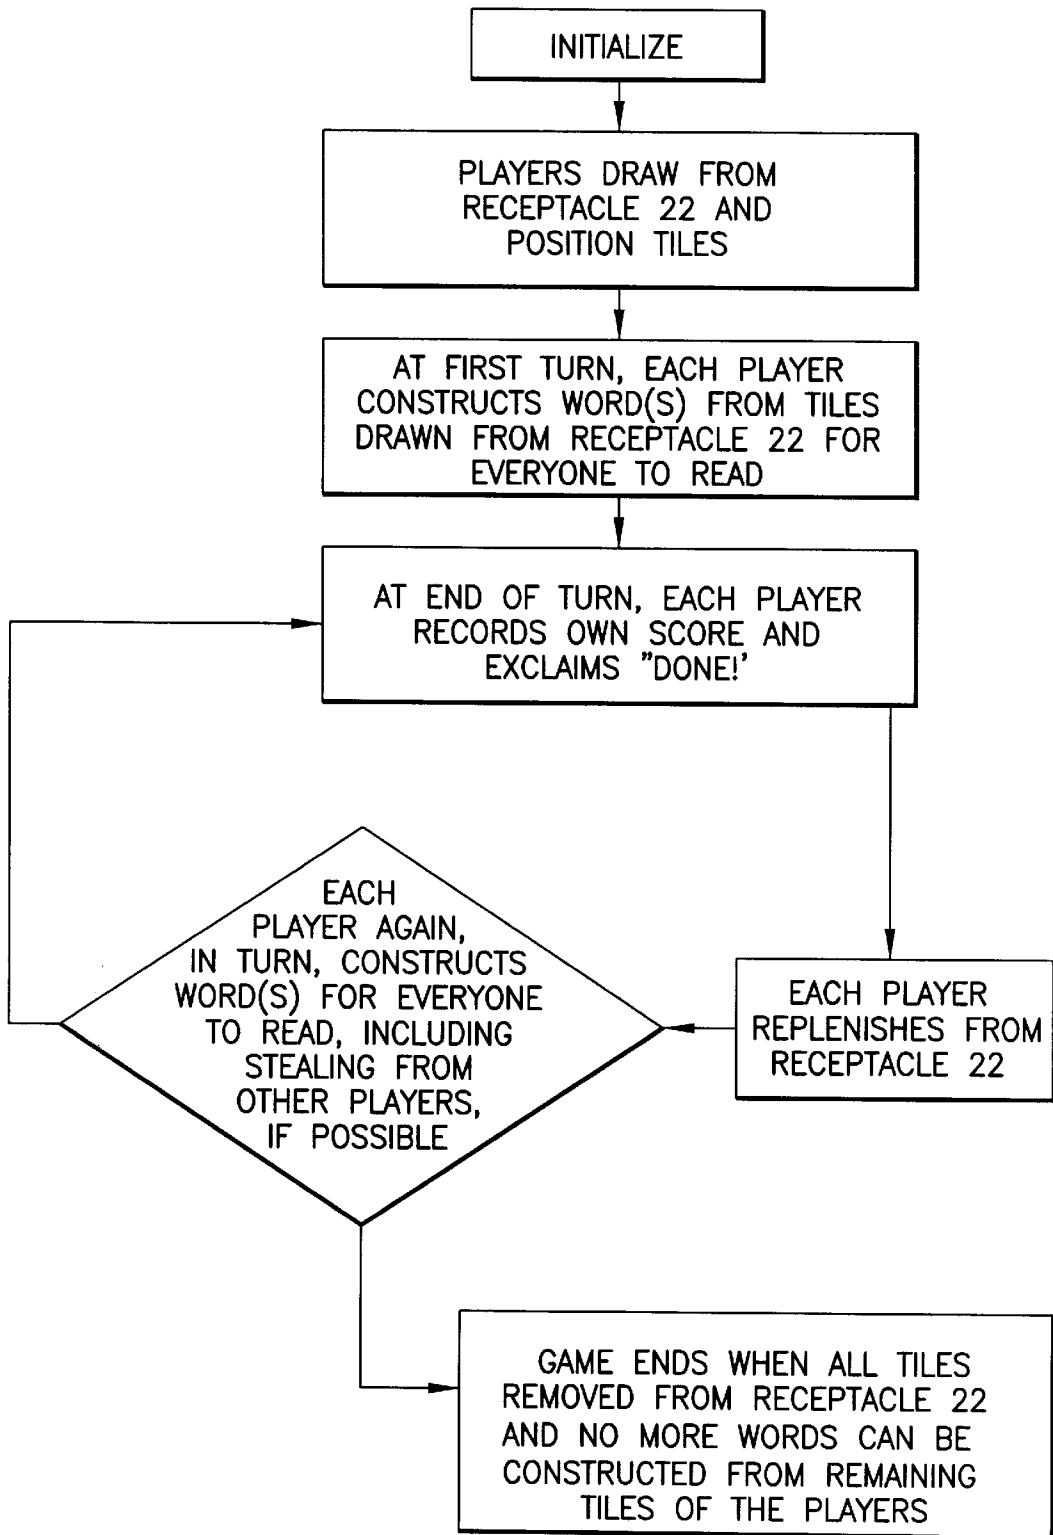 INITIALIZE
PLAYERS DRAW FROM
RECEPTACLE 22 AND
POSITION TILES
AT FIRST TURN, EACH PLAYER
CONSTRUCTS WORD(S) FROM TILES
DRAWN FROM RECEPTACLE 22 FOR
EVERYONE TO READ
AT END OF TURN, EACH PLAYER
RECORDS OWN SCORE AND
EXCLAIMS "DONE!'
EACH PLAYER
REPLENISHES FROM
RECEPTACLE 22
EACH
PLAYER AGAIN,
IN TURN, CONSTRUCTS
WORD(S) FOR EVERYONE
TO READ, INCLUDING
STEALING FROM
OTHER PLAYERS,
IF POSSIBLE
GAME ENDS WHEN ALL TILES
REMOVED FROM RECEPTACLE 22
AND NO MORE WORDS CAN BE
CONSTRUCTED FROM REMAINING
TILES OF THE PLAYERS